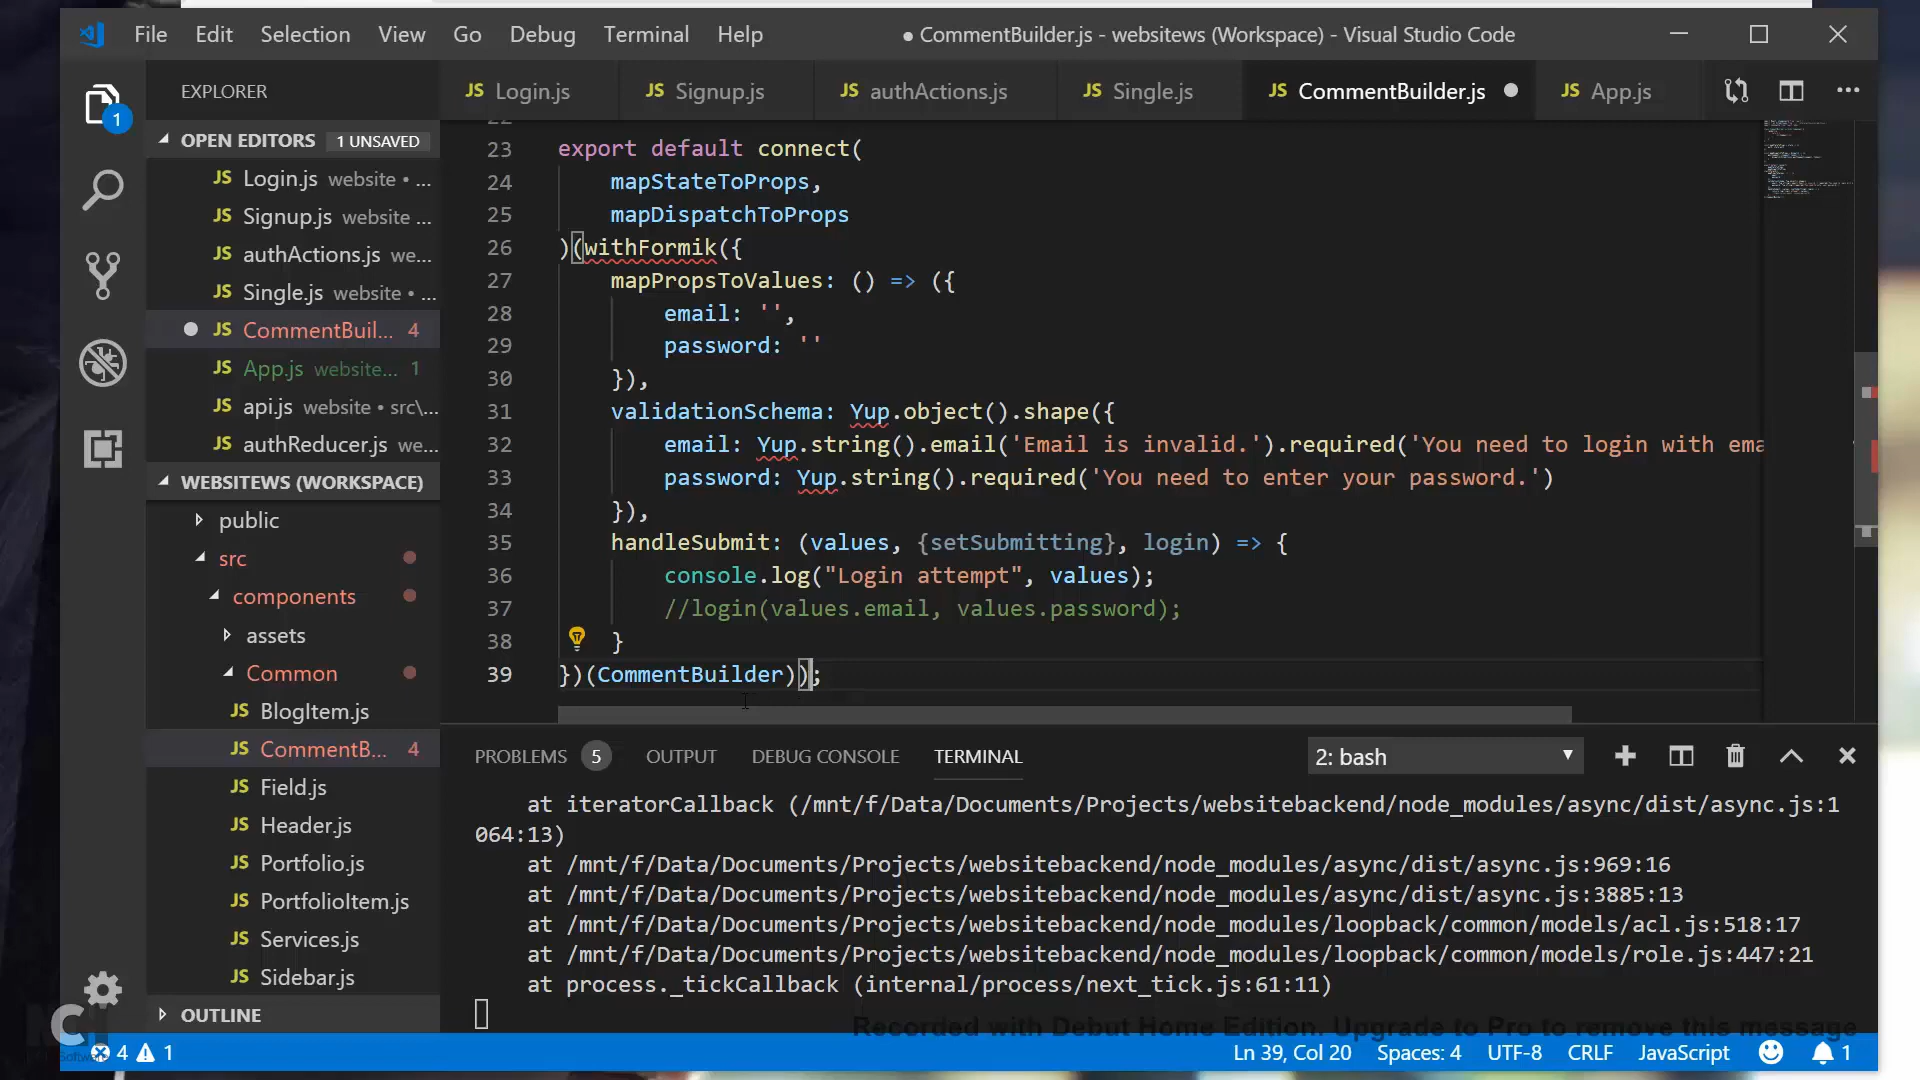 File Edit Selection View Go Debug Terminal Help
● CommentBuilder.js - websitews (Workspace) - Visual Studio Code
EXPLORER
JS Login.js JS Signup.js JS authActions.js JS Single.js JS CommentBuilder.js JS App.js
OPEN EDITORS 1 UNSAVED
JS Login.js website • ...
JS Signup.js website ...
JS authActions.js we...
JS Single.js website • ...
JS CommentBuil... 4
JS App.js website... 1
JS api.js website • src\...
JS authReducer.js we...
WEBSITEWS (WORKSPACE)
public
src
components
assets
Common
JS BlogItem.js
JS CommentB... 4
JS Field.js
JS Header.js
JS Portfolio.js
JS PortfolioItem.js
JS Services.js
JS Sidebar.js
OUTLINE
1
22
23 export default connect(
24 mapStateToProps,
25 mapDispatchToProps
26 )(withFormik({
27 mapPropsToValues: () => ({
28 email: '',
29 password: ''
30 }),
31 validationSchema: Yup.object().shape({
32 email: Yup.string().email('Email is invalid.').required('You need to login with ema
33 password: Yup.string().required('You need to enter your password.')
34 }),
35 handleSubmit: (values, {setSubmitting}, login) => {
36 console.log("Login attempt", values);
37 //login(values.email, values.password);
38 }
39 })(CommentBuilder));
PROBLEMS 5 OUTPUT DEBUG CONSOLE TERMINAL 2: bash
at iteratorCallback (/mnt/f/Data/Documents/Projects/websitebackend/node_modules/async/dist/async.js:1
064:13)
at /mnt/f/Data/Documents/Projects/websitebackend/node_modules/async/dist/async.js:969:16
at /mnt/f/Data/Documents/Projects/websitebackend/node_modules/async/dist/async.js:3885:13
at /mnt/f/Data/Documents/Projects/websitebackend/node_modules/loopback/common/models/acl.js:518:17
at /mnt/f/Data/Documents/Projects/websitebackend/node_modules/loopback/common/models/role.js:447:21
at process._tickCallback (internal/process/next_tick.js:61:11)
Recorded with Debut Home Edition. Upgrade to Pro to remove this message
NCH
Software
4 1 Ln 39, Col 20 Spaces: 4 UTF-8 CRLF JavaScript 1